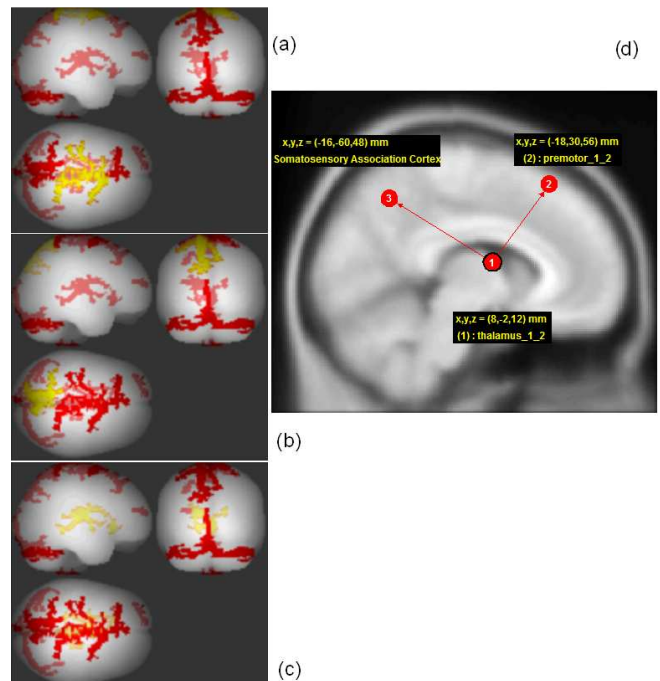 (a)
(d)
x,y,z = (-16,-60,48) mm
Somatosensory Association Cortex
x,y,z = (-18,30,56) mm
(2) : premotor_1_2
3
2
1
x,y,z = (8,-2,12) mm
(1) : thalamus_1_2
(b)
(c)